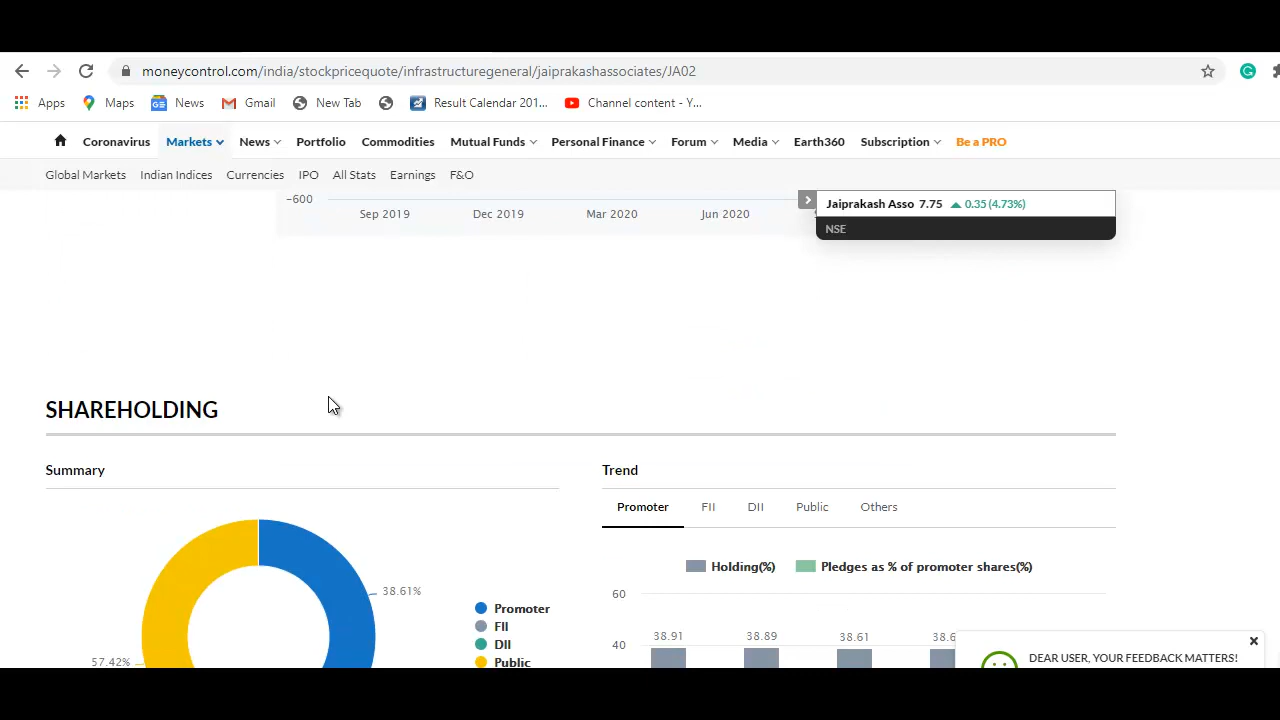 moneycontrol.com/india/stockpricequote/infrastructuregeneral/jaiprakashassociates/JA02
Apps Maps News Gmail New Tab Result Calendar 201... Channel content - Y...
Coronavirus Markets News Portfolio Commodities Mutual Funds Personal Finance Forum Media Earth360 Subscription Be a PRO
Global Markets Indian Indices Currencies IPO All Stats Earnings F&O
-600
Sep 2019 Dec 2019 Mar 2020 Jun 2020
Jaiprakash Asso 7.75 0.35 (4.73%)
NSE
SHAREHOLDING
Summary
38.61%
57.42%
Promoter
FII
DII
Public
Trend
Promoter FII DII Public Others
Holding(%) Pledges as % of promoter shares(%)
60
38.91 38.89 38.61
40
DEAR USER, YOUR FEEDBACK MATTERS!